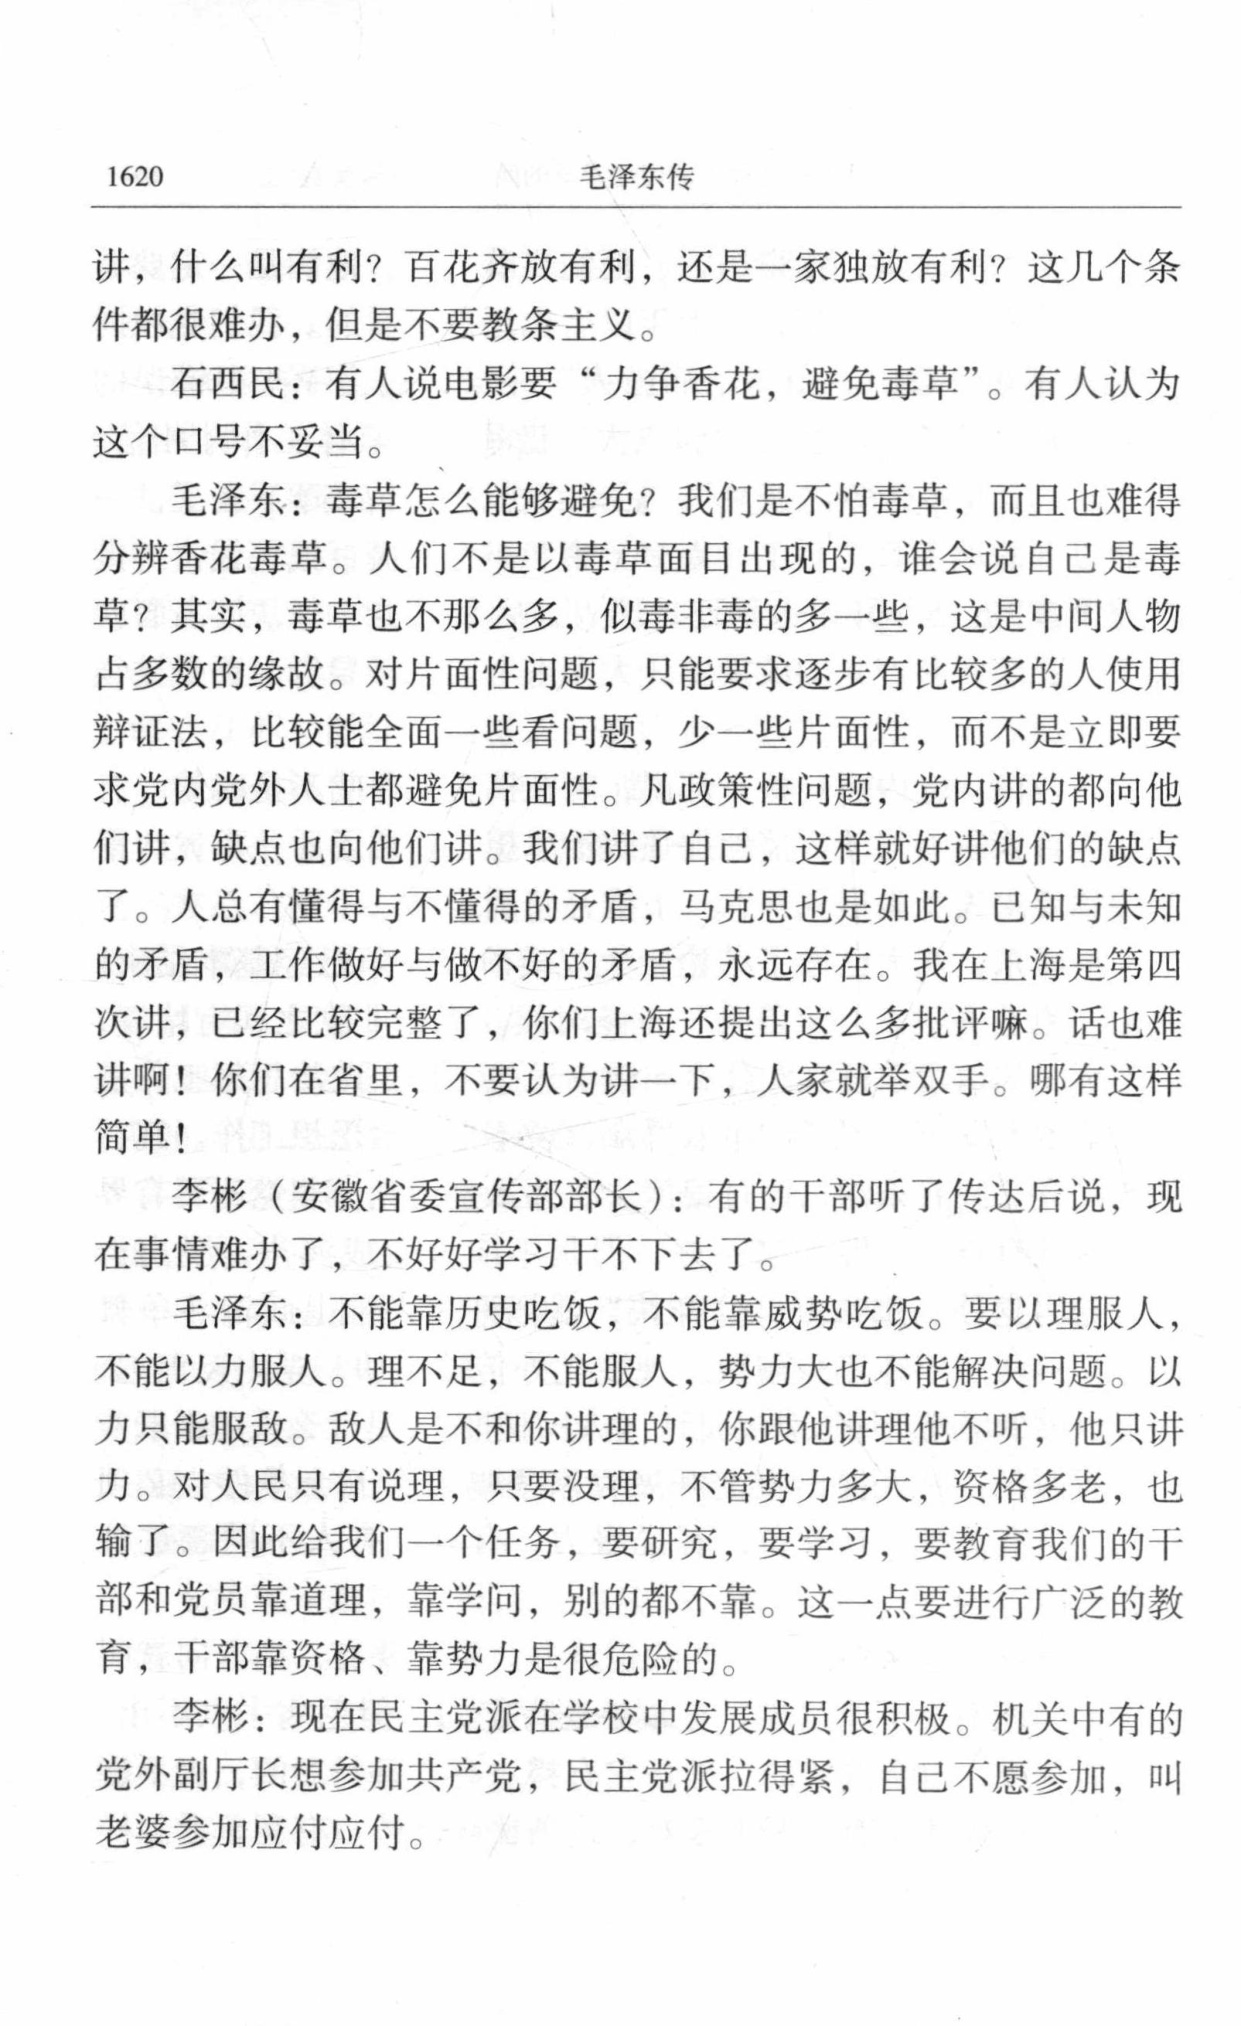 1620
毛泽东传
讲，什么叫有利？百花齐放有利，还是一家独放有利？这几个条
件都很难办，但是不要教条主义。
石西民：有人说电影要“力争香花，避免毒草”。有人认为
这个口号不妥当。
毛泽东：毒草怎么能够避免？我们是不怕毒草，而且也难得
分辨香花毒草。人们不是以毒草面目出现的，谁会说自己是毒
草？其实，毒草也不那么多，似毒非毒的多一些，这是中间人物
占多数的缘故。对片面性问题，只能要求逐步有比较多的人使用
辩证法，比较能全面一些看问题，少一些片面性，而不是立即要
求党内党外人士都避免片面性。凡政策性问题，党内讲的都向他
们讲，缺点也向他们讲。我们讲了自己，这样就好讲他们的缺点
了。人总有懂得与不懂得的矛盾，马克思也是如此。已知与未知
的矛盾，工作做好与做不好的矛盾，永远存在。我在上海是第四
次讲，已经比较完整了，你们上海还提出这么多批评嘛。话也难
讲啊！你们在省里，不要认为讲一下，人家就举双手。哪有这样
简单！
李彬（安徽省委宣传部部长）：有的干部听了传达后说，现
在事情难办了，不好好学习干不下去了。
毛泽东：不能靠历史吃饭，不能靠威势吃饭。要以理服人，
不能以力服人。理不足，不能服人，势力大也不能解决问题。以
力只能服敌。敌人是不和你讲理的，你跟他讲理他不听，他只讲
力。对人民只有说理，只要没理，不管势力多大，资格多老，也
输了。因此给我们一个任务，要研究，要学习，要教育我们的干
部和党员靠道理，靠学问，别的都不靠。这一点要进行广泛的教
育，干部靠资格、靠势力是很危险的。
李彬：现在民主党派在学校中发展成员很积极。机关中有的
党外副厅长想参加共产党，民主党派拉得紧，自己不愿参加，叫
老婆参加应付应付。